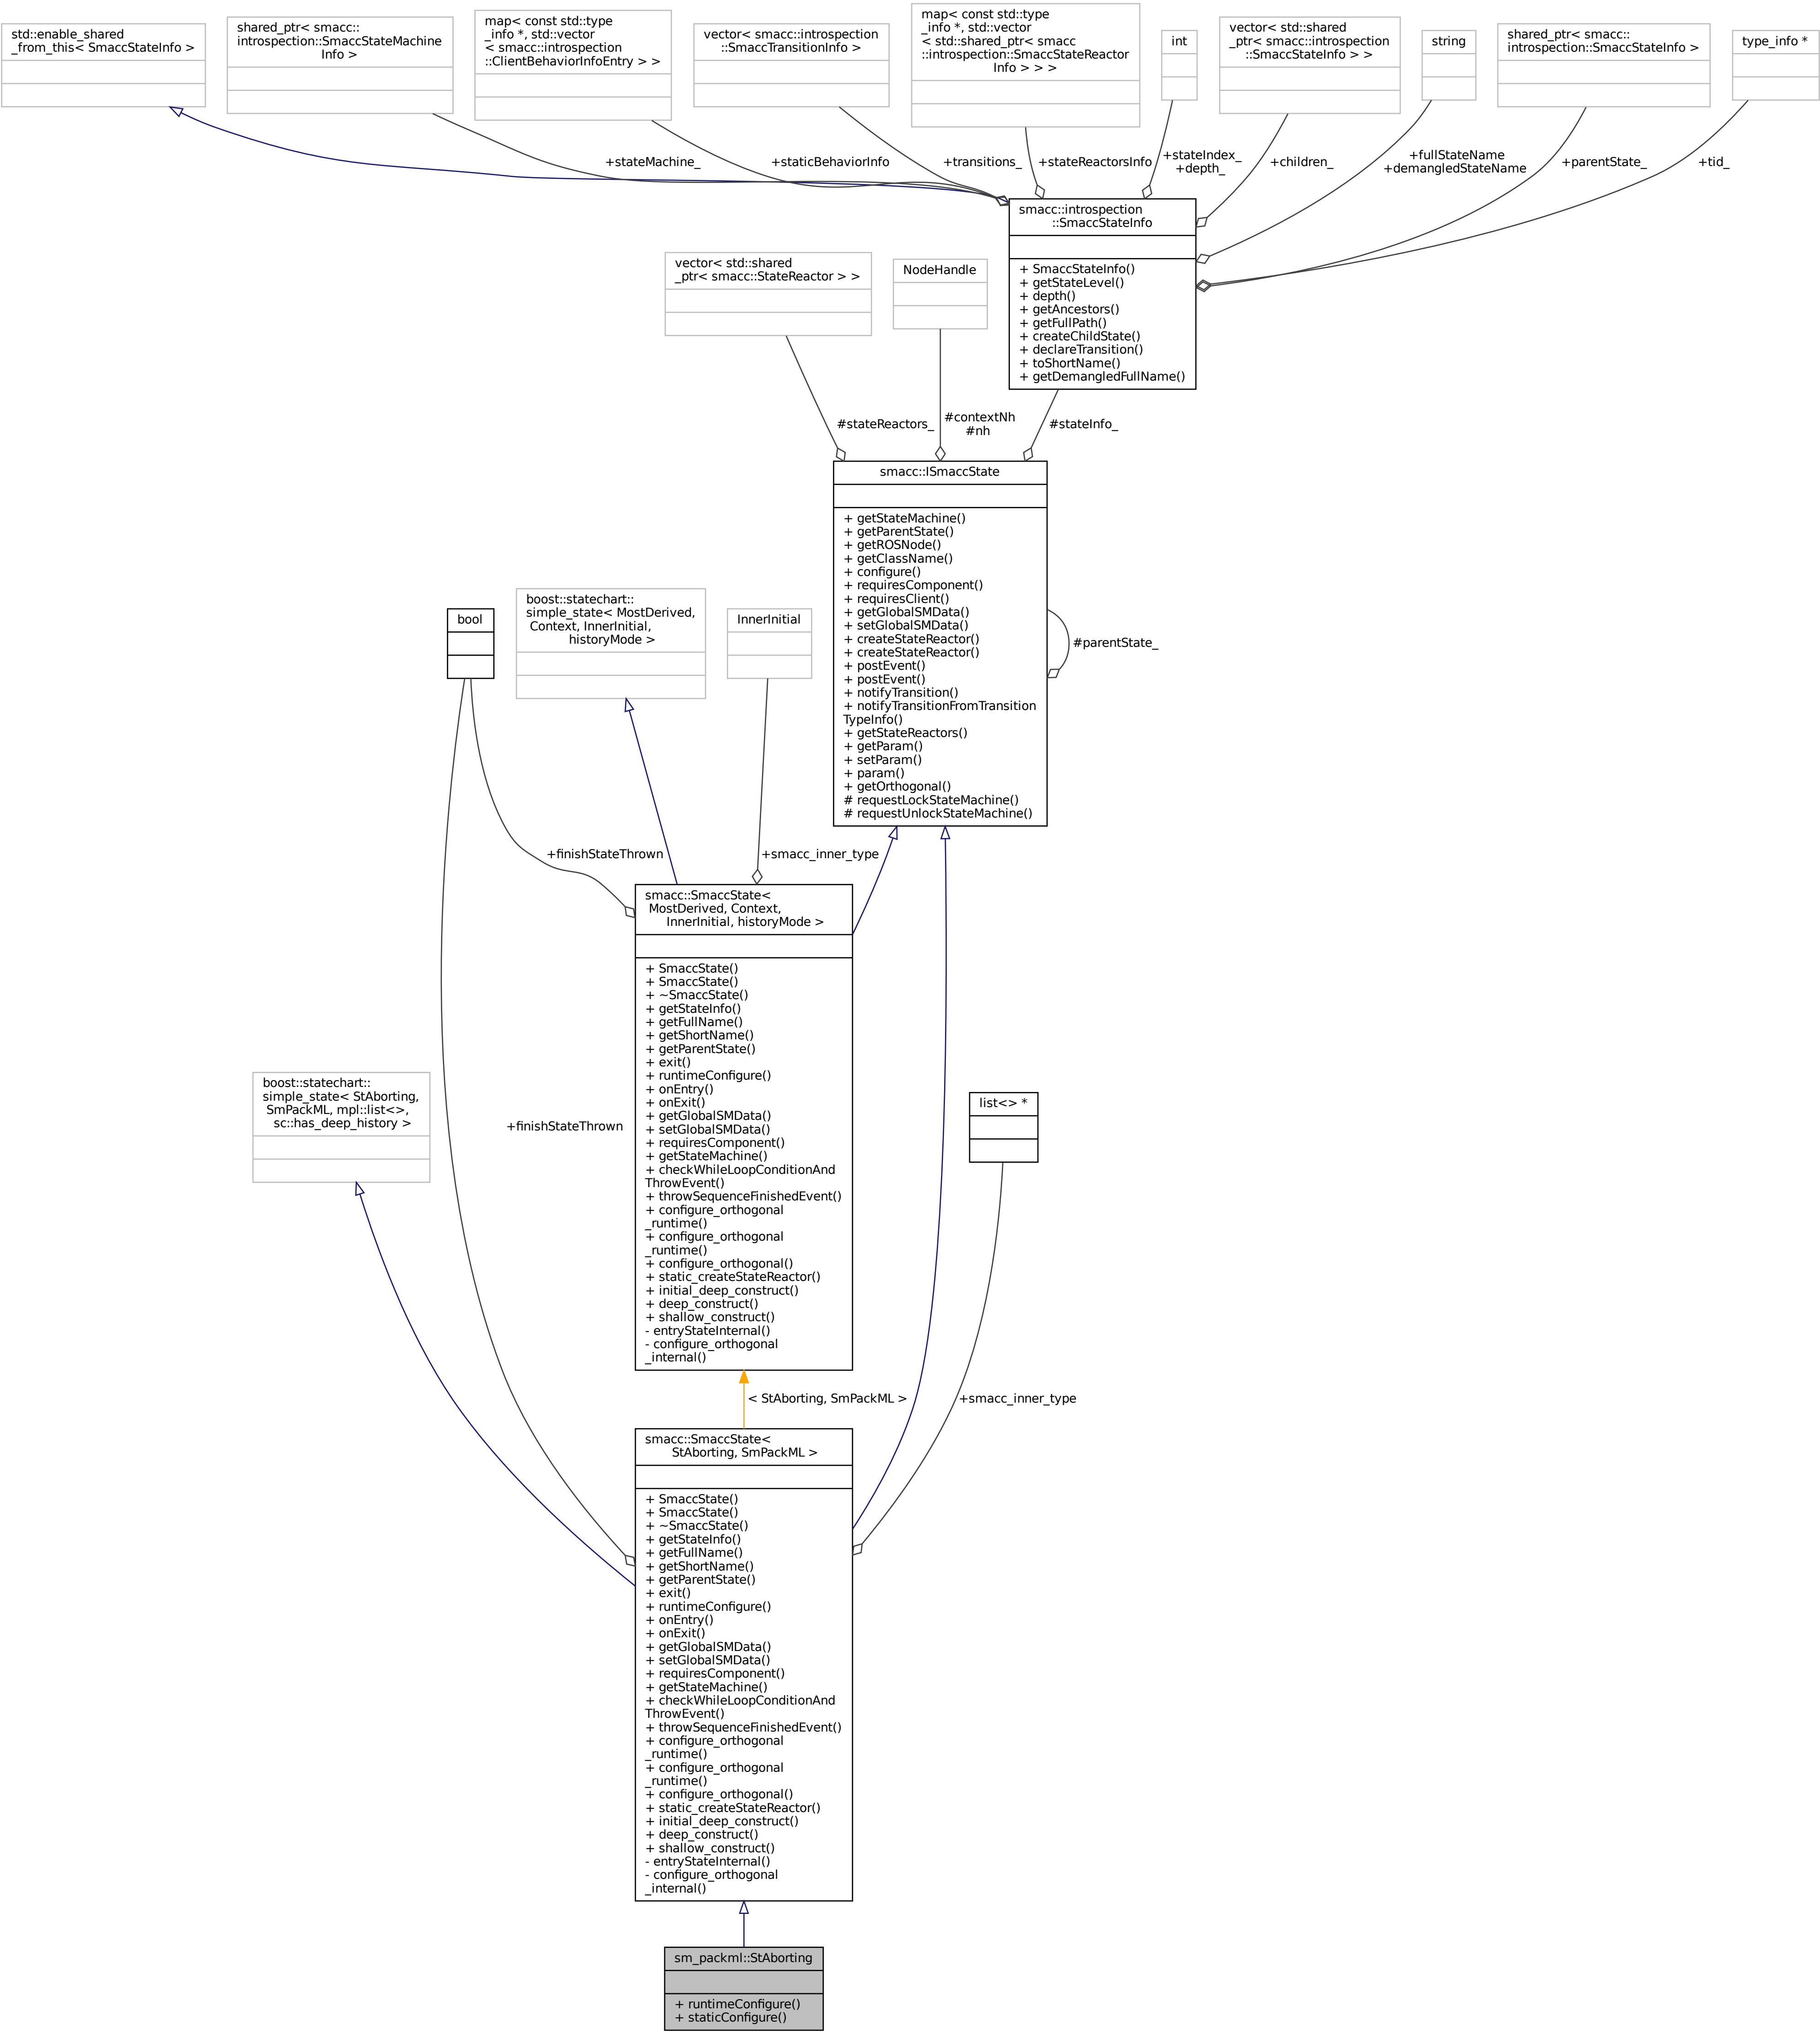 std::enable_shared
_from_this< SmaccStateInfo >
shared_ptr< smacc::
introspection::SmaccStateMachine
Info >
map< const std::type
_info *, std::vector
< smacc::introspection
::ClientBehaviorInfoEntry > >
vector< smacc::introspection
::SmaccTransitionInfo >
map< const std::type
_info *, std::vector
< std::shared_ptr< smacc
::introspection::SmaccStateReactor
Info > > >
int
vector< std::shared
_ptr< smacc::introspection
::SmaccStateInfo > >
string
shared_ptr< smacc::
introspection::SmaccStateInfo >
type_info *
+stateMachine_
+staticBehaviorInfo
+transitions_
+stateReactorsInfo
+stateIndex_
+depth_
+children_
+fullStateName
+demangledStateName
+parentState_
+tid_
smacc::introspection
::SmaccStateInfo
+ SmaccStateInfo()
+ getStateLevel()
+ depth()
+ getAncestors()
+ getFullPath()
+ createChildState()
+ declareTransition()
+ toShortName()
+ getDemangledFullName()
vector< std::shared
_ptr< smacc::StateReactor > >
NodeHandle
#stateReactors_
#contextNh
#nh
#stateInfo_
smacc::ISmaccState
+ getStateMachine()
+ getParentState()
+ getROSNode()
+ getClassName()
+ configure()
+ requiresComponent()
+ requiresClient()
+ getGlobalSMData()
+ setGlobalSMData()
+ createStateReactor()
+ createStateReactor()
+ postEvent()
+ postEvent()
+ notifyTransition()
+ notifyTransitionFromTransition
TypeInfo()
+ getStateReactors()
+ getParam()
+ setParam()
+ param()
+ getOrthogonal()
# requestLockStateMachine()
# requestUnlockStateMachine()
#parentState_
bool
boost::statechart::
simple_state< MostDerived,
Context, InnerInitial,
historyMode >
InnerInitial
+finishStateThrown
+smacc_inner_type
smacc::SmaccState<
MostDerived, Context,
InnerInitial, historyMode >
+ SmaccState()
+ SmaccState()
+ ~SmaccState()
+ getStateInfo()
+ getFullName()
+ getShortName()
+ getParentState()
+ exit()
+ runtimeConfigure()
+ onEntry()
+ onExit()
+ getGlobalSMData()
+ setGlobalSMData()
+ requiresComponent()
+ getStateMachine()
+ checkWhileLoopConditionAnd
ThrowEvent()
+ throwSequenceFinishedEvent()
+ configure_orthogonal
_runtime()
+ configure_orthogonal
_runtime()
+ configure_orthogonal()
+ static_createStateReactor()
+ initial_deep_construct()
+ deep_construct()
+ shallow_construct()
- entryStateInternal()
- configure_orthogonal
_internal()
boost::statechart::
simple_state< StAborting,
SmPackML, mpl::list<>,
sc::has_deep_history >
+finishStateThrown
list<> *
< StAborting, SmPackML >
+smacc_inner_type
smacc::SmaccState<
StAborting, SmPackML >
+ SmaccState()
+ SmaccState()
+ ~SmaccState()
+ getStateInfo()
+ getFullName()
+ getShortName()
+ getParentState()
+ exit()
+ runtimeConfigure()
+ onEntry()
+ onExit()
+ getGlobalSMData()
+ setGlobalSMData()
+ requiresComponent()
+ getStateMachine()
+ checkWhileLoopConditionAnd
ThrowEvent()
+ throwSequenceFinishedEvent()
+ configure_orthogonal
_runtime()
+ configure_orthogonal
_runtime()
+ configure_orthogonal()
+ static_createStateReactor()
+ initial_deep_construct()
+ deep_construct()
+ shallow_construct()
- entryStateInternal()
- configure_orthogonal
_internal()
sm_packml::StAborting
+ runtimeConfigure()
+ staticConfigure()